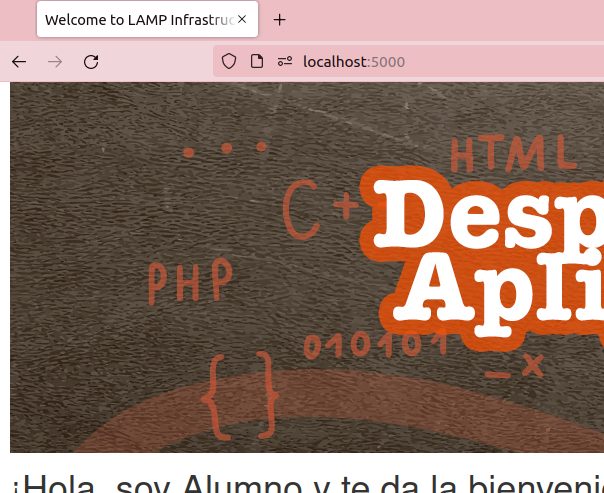 Welcome to LAMP Infrastruc
localhost:5000
HTML
C+
Desp
PHP
Apli
010101
_x
{ }
¡Hola, soy Alumno y te da la bienveni